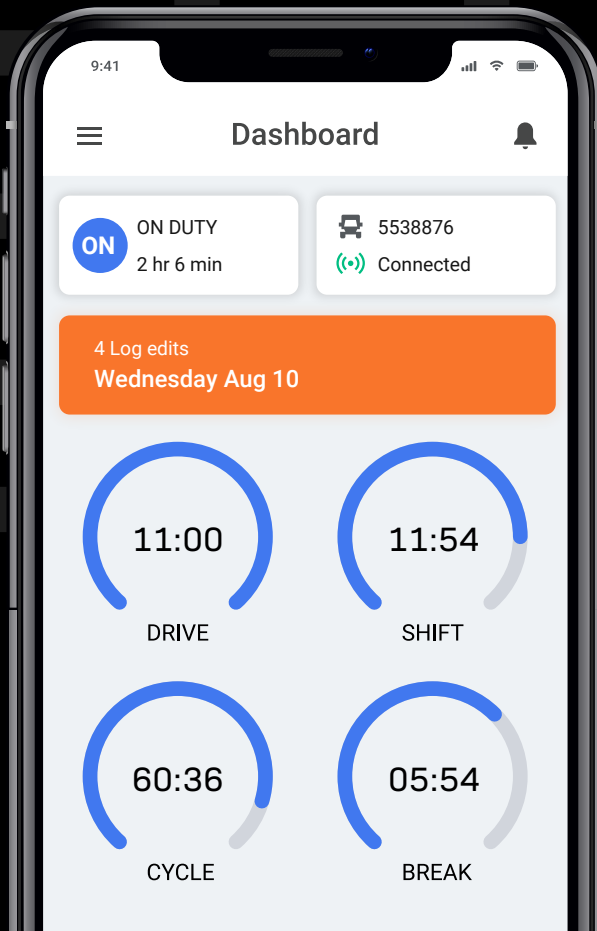 9:41
Dashboard
ON
ON DUTY
2 hr 6 min
5538876
Connected
4 Log edits
Wednesday Aug 10
11:00
DRIVE
11:54
SHIFT
60:36
CYCLE
05:54
BREAK